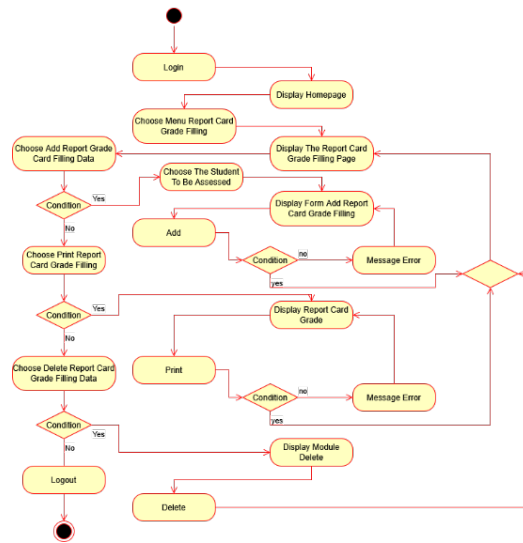 Login
Display Homepage
Choose Menu Report Card
Grade Filling
Choose Add Report Grade
Card Filling Data
Display The Report Card
Grade Filling Page
Choose The Student
To Be Assessed
Condition
Yes
No
Display Form Add Report
Card Grade Filling
Add
Condition
no
yes
Message Error
Choose Print Report
Card Grade Filling
Condition
Yes
No
Display Report Card
Grade
Choose Delete Report Card
Grade Filling Data
Print
Condition
no
yes
Message Error
Condition
Yes
No
Display Module
Delete
Logout
Delete